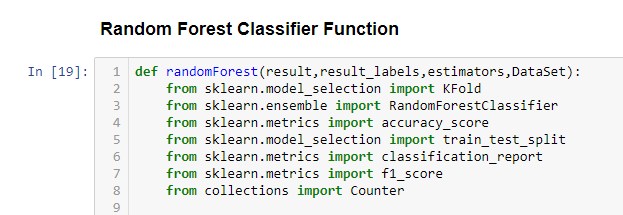 Random Forest Classifier Function
In [19]:
1 def randomForest(result,result_labels,estimators,DataSet):
2     from sklearn.model_selection import KFold
3     from sklearn.ensemble import RandomForestClassifier
4     from sklearn.metrics import accuracy_score
5     from sklearn.model_selection import train_test_split
6     from sklearn.metrics import classification_report
7     from sklearn.metrics import f1_score
8     from collections import Counter
9